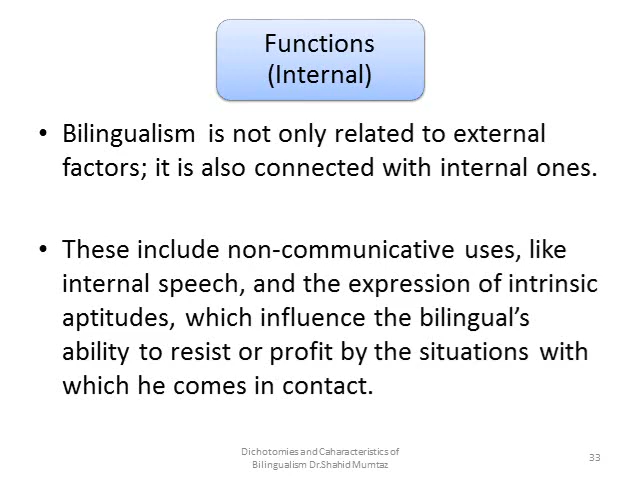 Functions
(Internal)
• Bilingualism is not only related to external
factors; it is also connected with internal ones.
• These include non-communicative uses, like
internal speech, and the expression of intrinsic
aptitudes, which influence the bilingual's
ability to resist or profit by the situations with
which he comes in contact.
Dichotomies and Caharacteristics of
Bilingualism Dr.Shahid Mumtaz
33